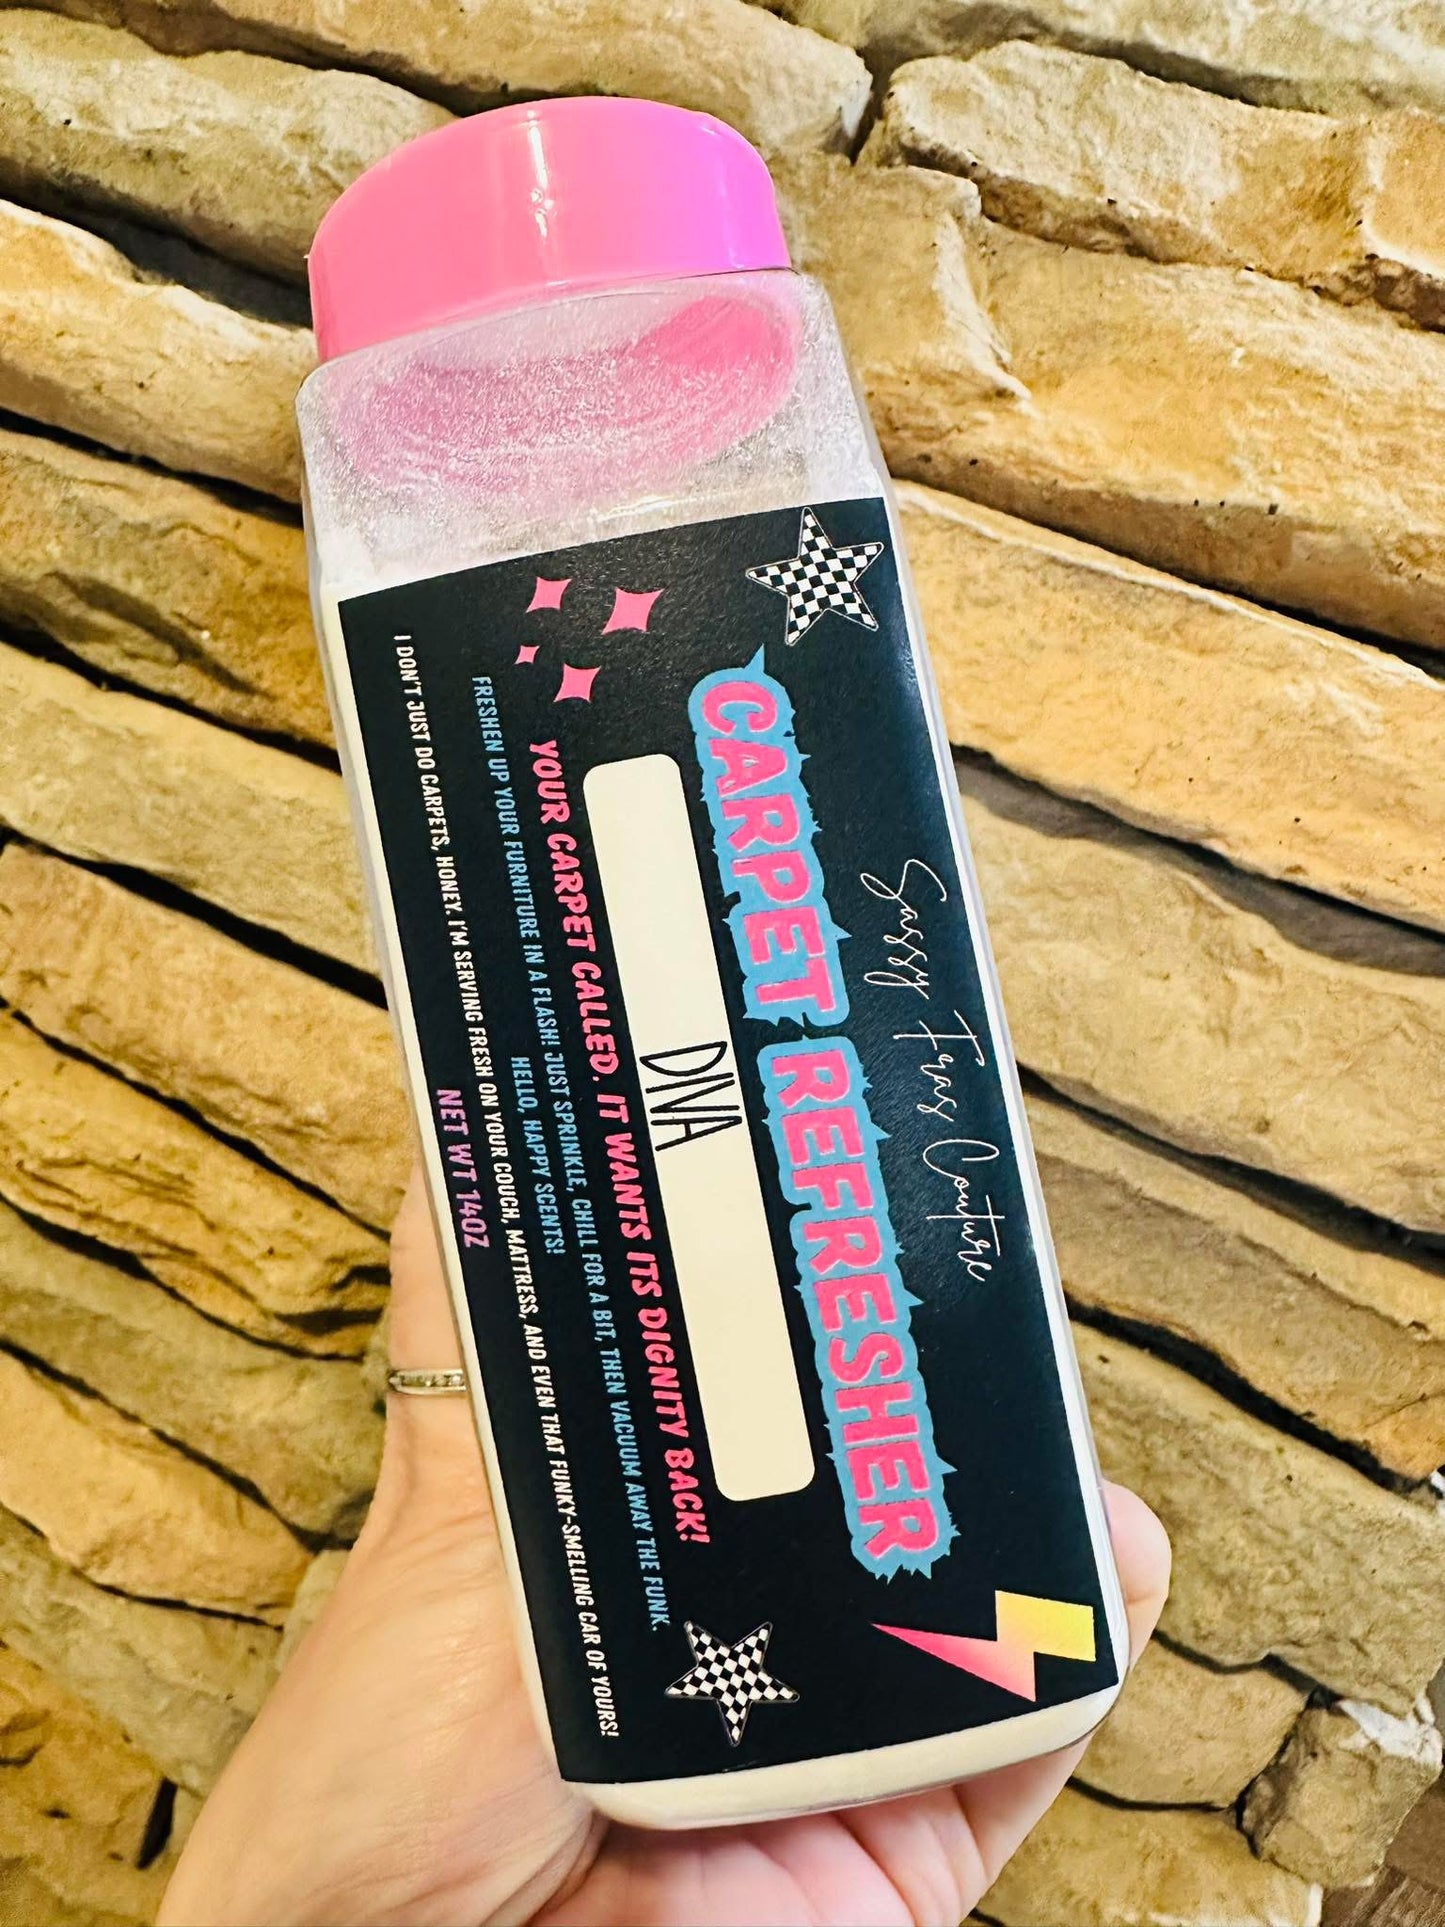 Sassy Fras Couture
CARPET REFRESHER
DIVA
YOUR CARPET CALLED. IT WANTS ITS DIGNITY BACK!
FRESHEN UP YOUR FURNITURE IN A FLASH! JUST SPRINKLE, CHILL FOR A BIT, THEN VACUUM AWAY THE FUNK.
HELLO, HAPPY SCENTS!
I DON'T JUST DO CARPETS, HONEY. I'M SERVING FRESH ON YOUR COUCH, MATTRESS, AND EVEN THAT FUNKY-SMELLING CAR OF YOURS!
NET WT 14OZ